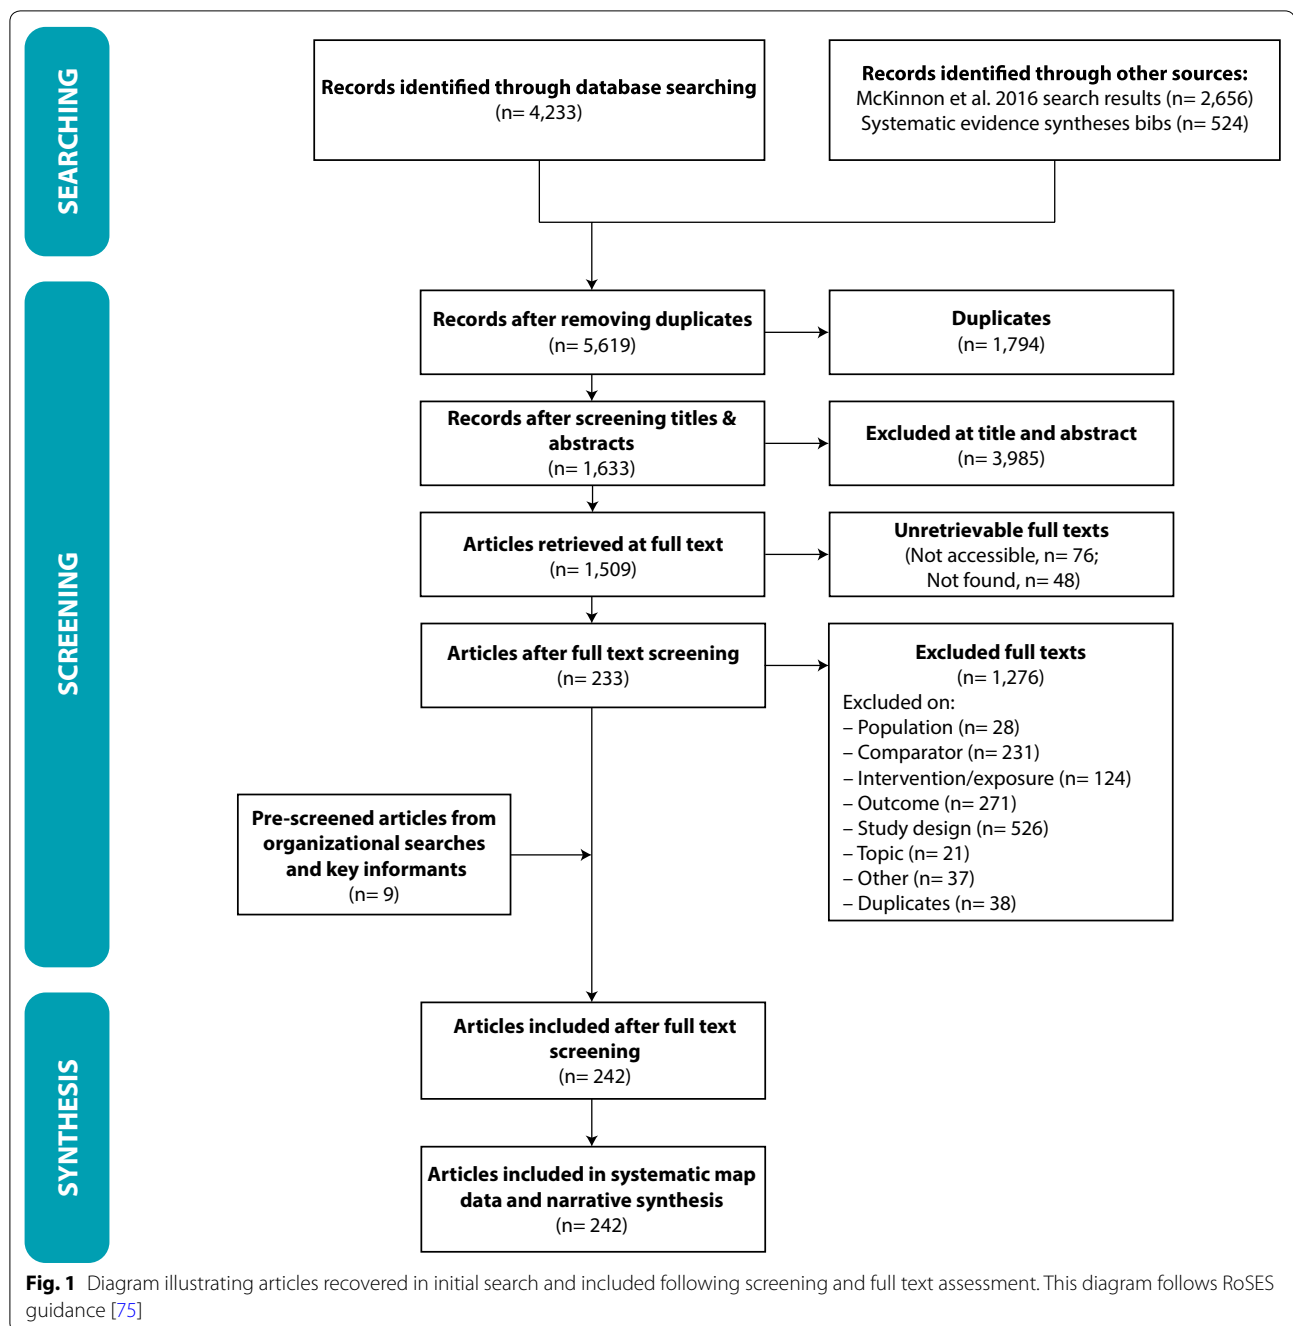 SEARCHING
Records identified through database searching
(n= 4,233)
Records identified through other sources:
McKinnon et al. 2016 search results (n= 2,656)
Systematic evidence syntheses bibs (n= 524)
SCREENING
Records after removing duplicates
(n= 5,619)
Duplicates
(n= 1,794)
Records after screening titles &
abstracts
(n= 1,633)
Excluded at title and abstract
(n= 3,985)
Articles retrieved at full text
(n= 1,509)
Unretrievable full texts
(Not accessible, n= 76;
Not found, n= 48)
Articles after full text screening
(n= 233)
Excluded full texts
(n= 1,276)
Excluded on:
– Population (n= 28)
– Comparator (n= 231)
– Intervention/exposure (n= 124)
– Outcome (n= 271)
– Study design (n= 526)
– Topic (n= 21)
– Other (n= 37)
– Duplicates (n= 38)
Pre-screened articles from
organizational searches
and key informants
(n= 9)
SYNTHESIS
Articles included after full text
screening
(n= 242)
Articles included in systematic map
data and narrative synthesis
(n= 242)
Fig. 1 Diagram illustrating articles recovered in initial search and included following screening and full text assessment. This diagram follows RoSES
guidance [75]